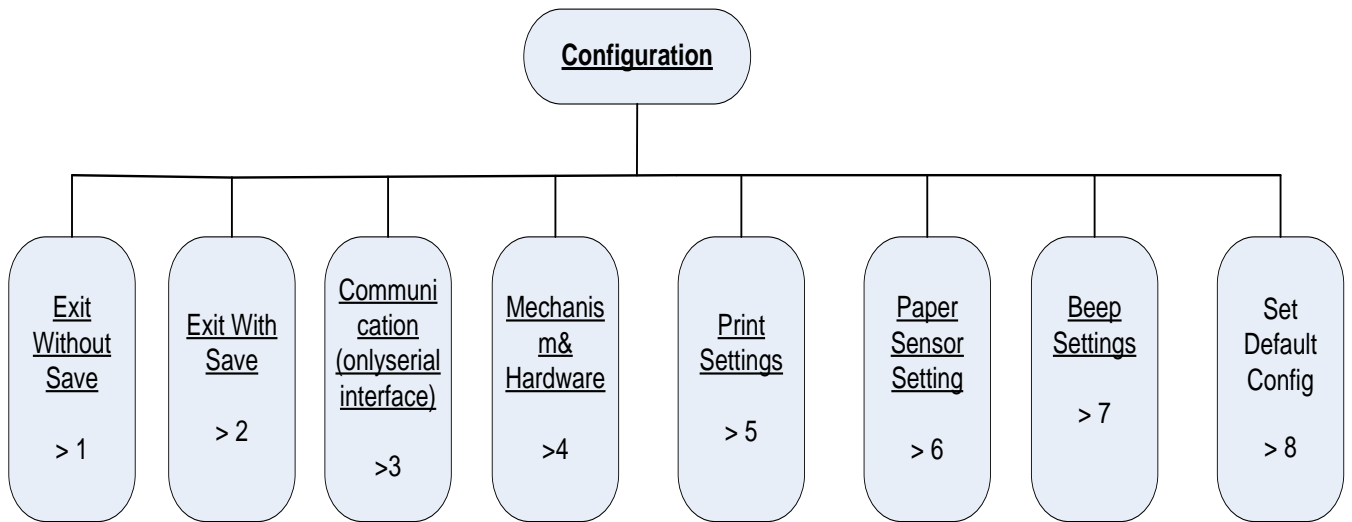 Configuration
Exit
Without
Save
> 1
Exit With
Save
> 2
Communi
cation
(onlyserial
interface)
>3
Mechanis
m&
Hardware
>4
Print
Settings
> 5
Paper
Sensor
Setting
> 6
Beep
Settings
> 7
Set
Default
Config
> 8